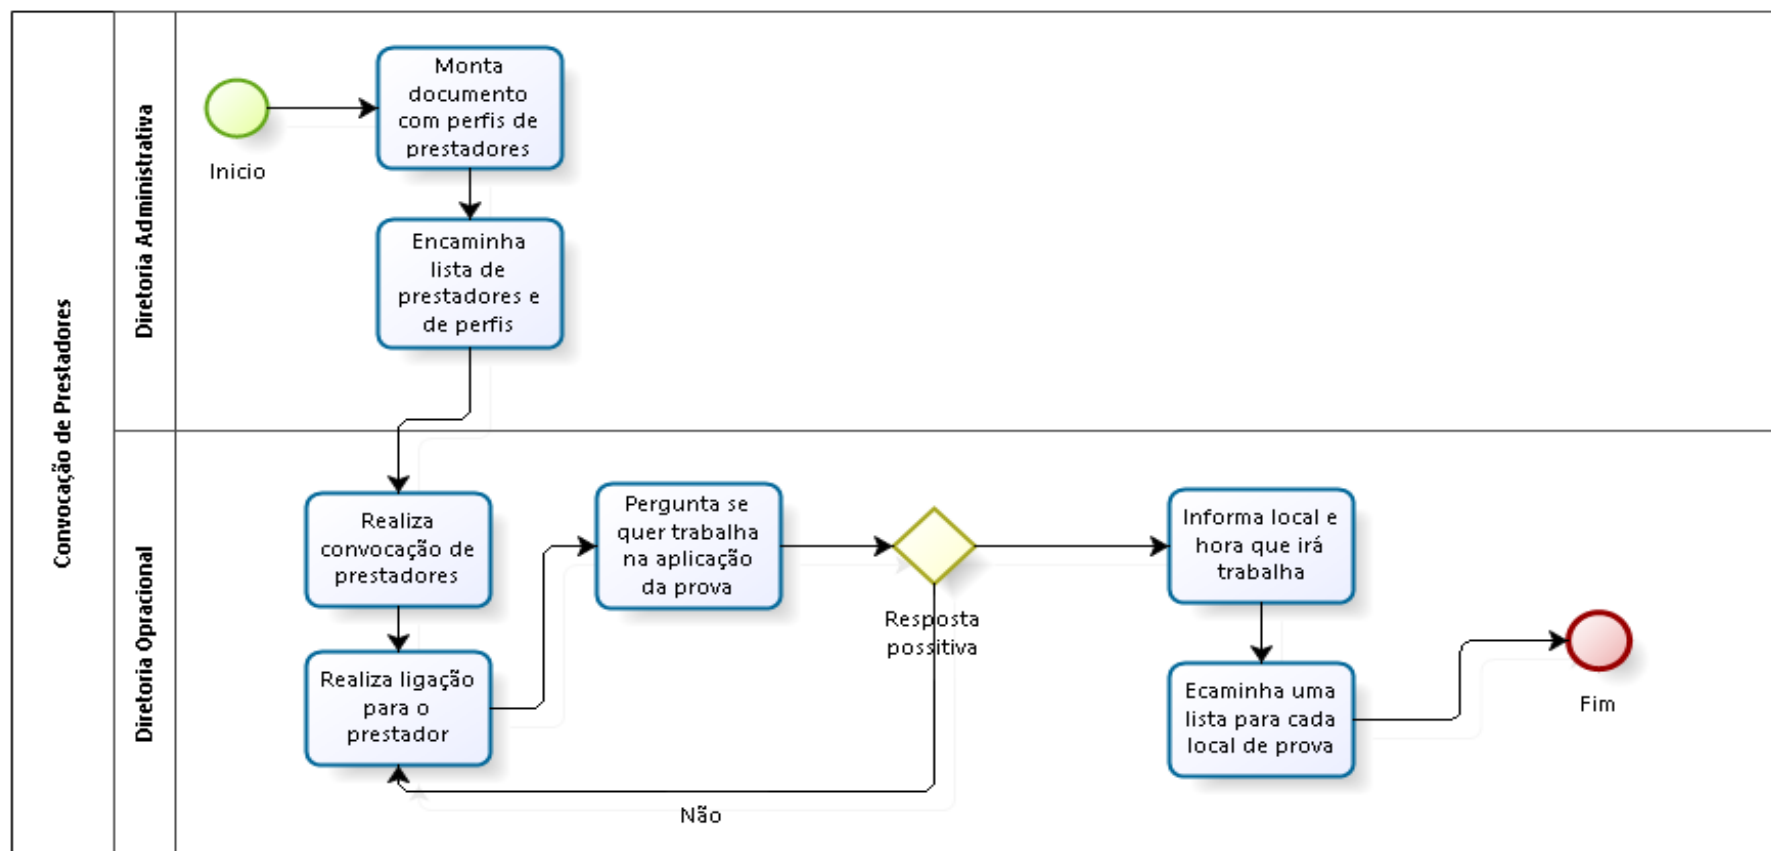 Convocação de Prestadores
Diretoria Administrativa
Inicio
Monta
documento
com perfis de
prestadores
Encaminha
lista de
prestadores e
de perfis
Diretoria Opracional
Realiza
convocação de
prestadores
Realiza ligação
para o
prestador
Pergunta se
quer trabalha
na aplicação
da prova
Resposta
possitiva
Não
Informa local e
hora que irá
trabalha
Ecaminha uma
lista para cada
local de prova
Fim